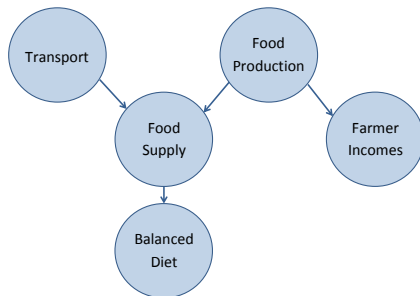 Transport
Food
Production
Food
Supply
Farmer
Incomes
Balanced
Diet